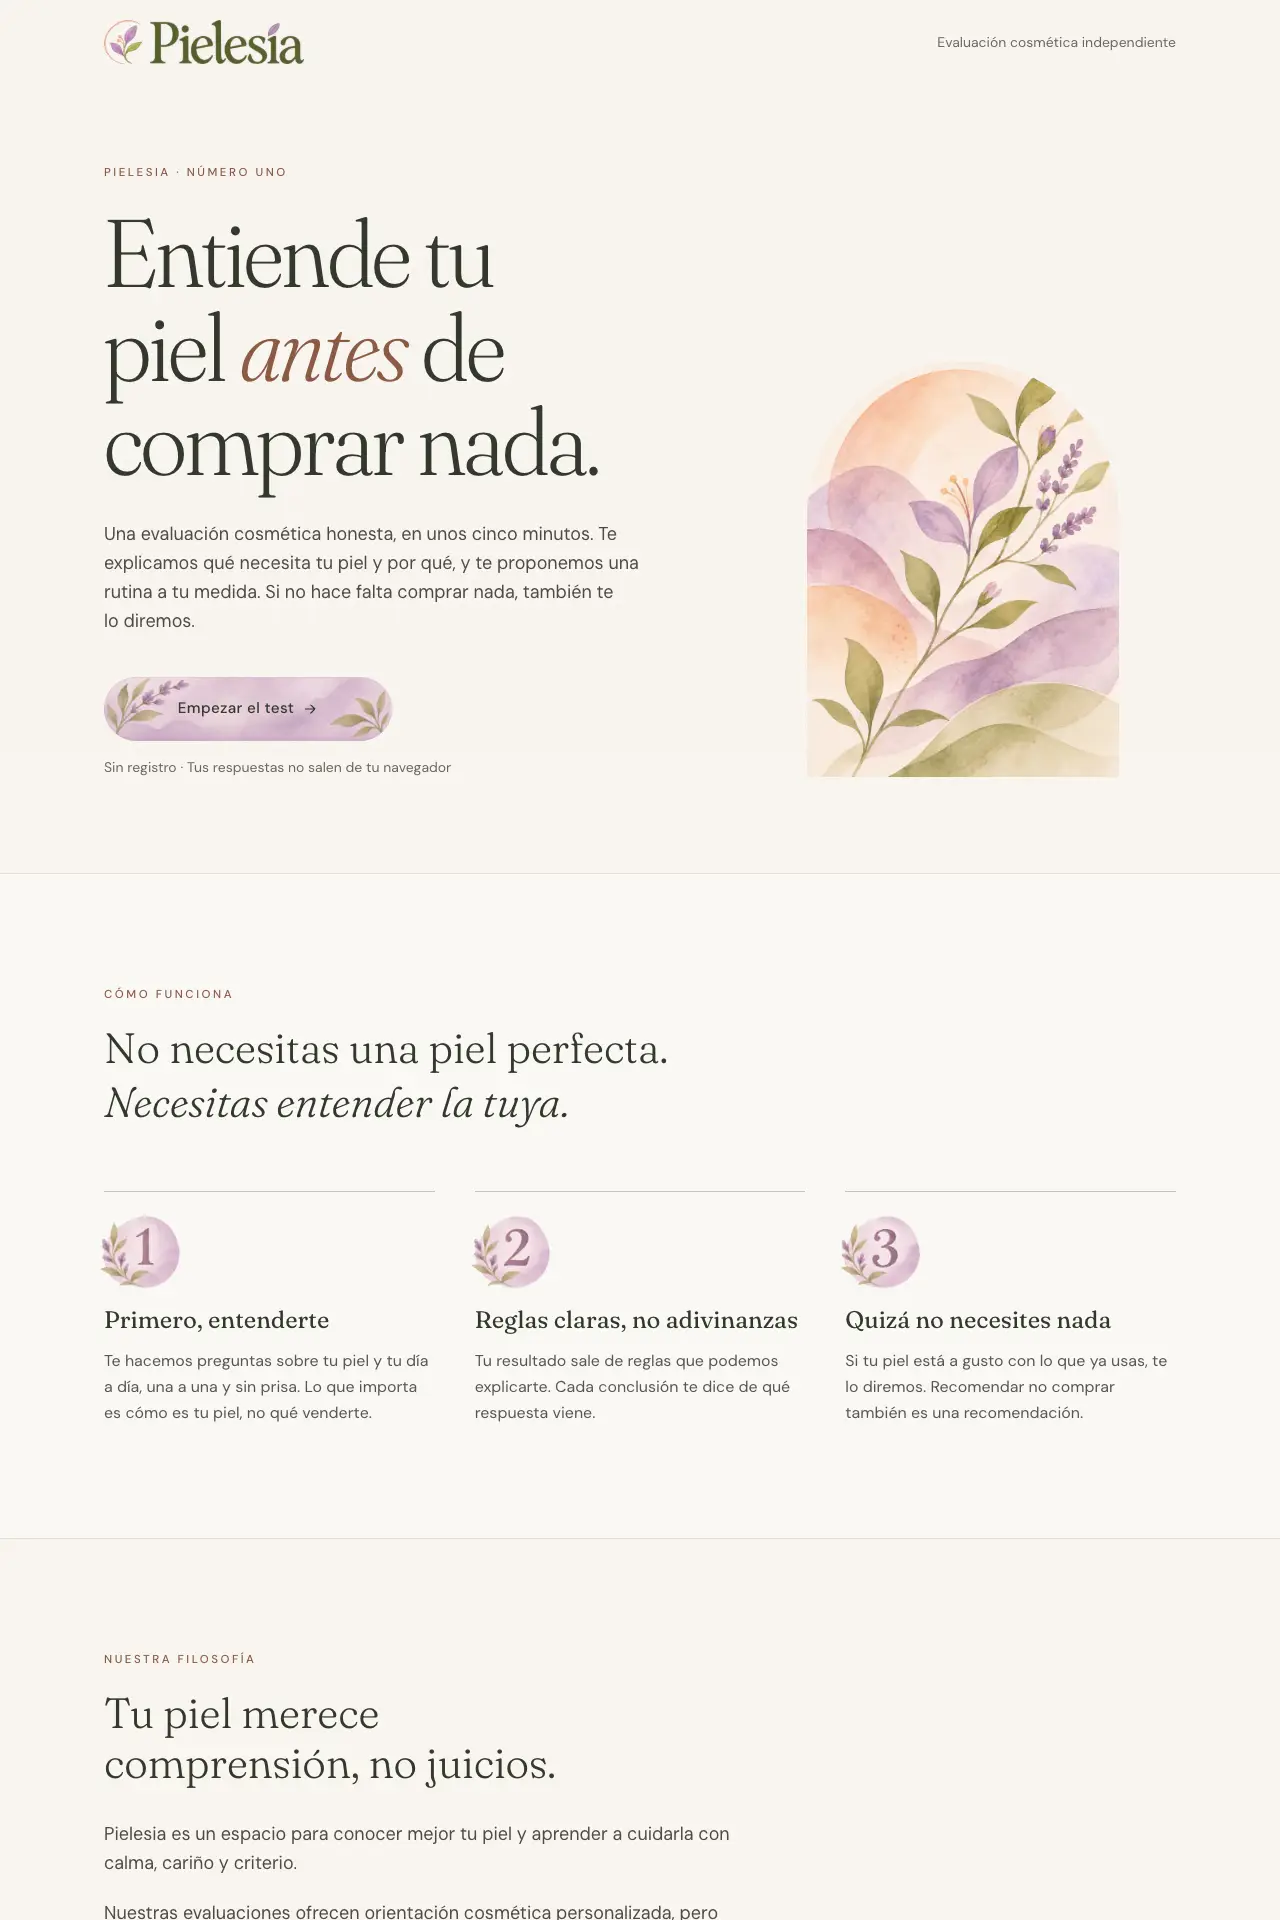 Pielesía
Evaluación cosmética independiente
PIELESIA · NÚMERO UNO
Entiende tu
piel antes de
comprar nada.
Una evaluación cosmética honesta, en unos cinco minutos. Te
explicamos qué necesita tu piel y por qué, y te proponemos una
rutina a tu medida. Si no hace falta comprar nada, también te
lo diremos.
Empezar el test →
Sin registro · Tus respuestas no salen de tu navegador
CÓMO FUNCIONA
No necesitas una piel perfecta.
Necesitas entender la tuya.
1
Primero, entenderte
Te hacemos preguntas sobre tu piel y tu día
a día, una a una y sin prisa. Lo que importa
es cómo es tu piel, no qué venderte.
2
Reglas claras, no adivinanzas
Tu resultado sale de reglas que podemos
explicarte. Cada conclusión te dice de qué
respuesta viene.
3
Quizá no necesites nada
Si tu piel está a gusto con lo que ya usas, te
lo diremos. Recomendar no comprar
también es una recomendación.
NUESTRA FILOSOFÍA
Tu piel merece
comprensión, no juicios.
Pielesia es un espacio para conocer mejor tu piel y aprender a cuidarla con
calma, cariño y criterio.
Nuestras evaluaciones ofrecen orientación cosmética personalizada, pero